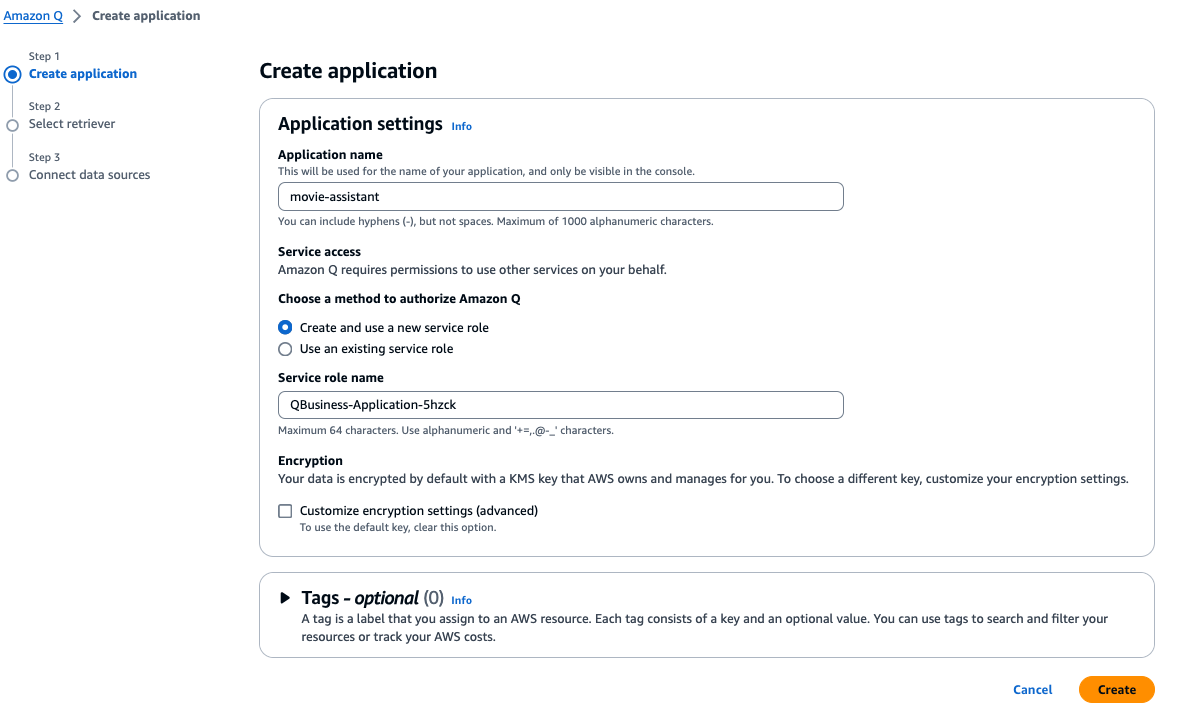 Amazon Q > Create application
Step 1
Create application
Step 2
Select retriever
Step 3
Connect data sources
Create application
Application settings Info
Application name
This will be used for the name of your application, and only be visible in the console.
movie-assistant
You can include hyphens (-), but not spaces. Maximum of 1000 alphanumeric characters.
Service access
Amazon Q requires permissions to use other services on your behalf.
Choose a method to authorize Amazon Q
Create and use a new service role
Use an existing service role
Service role name
QBusiness-Application-5hzck
Maximum 64 characters. Use alphanumeric and '+=,.@-_' characters.
Encryption
Your data is encrypted by default with a KMS key that AWS owns and manages for you. To choose a different key, customize your encryption settings.
Customize encryption settings (advanced)
To use the default key, clear this option.
Tags - optional (0) Info
A tag is a label that you assign to an AWS resource. Each tag consists of a key and an optional value. You can use tags to search and filter your
resources or track your AWS costs.
Cancel Create